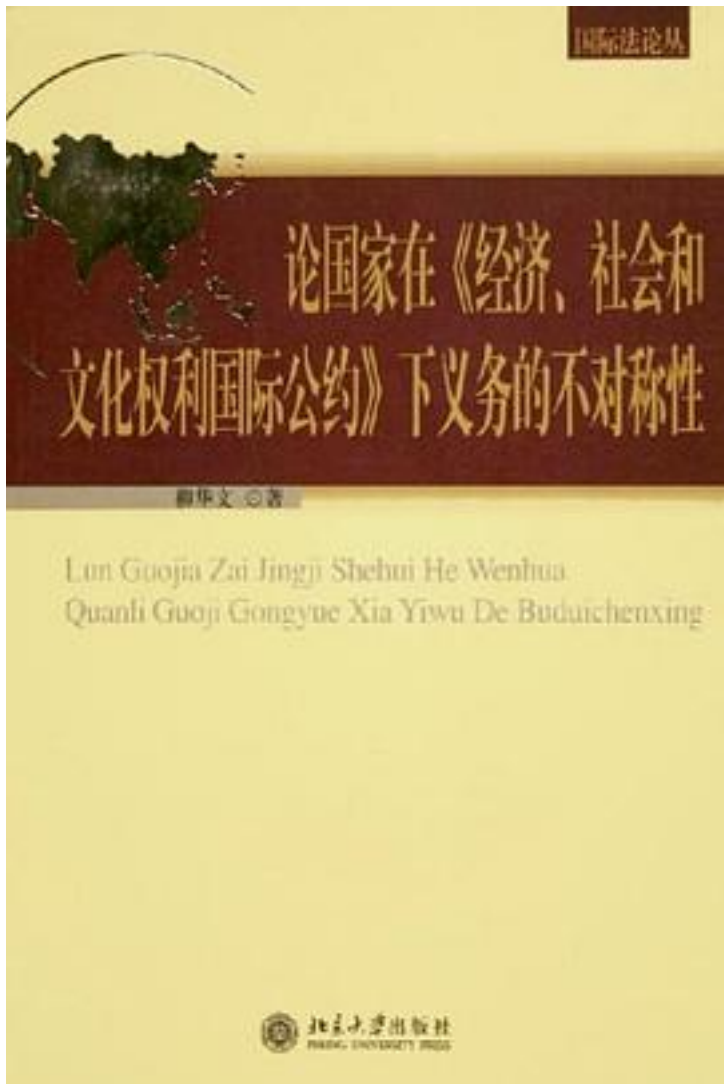 国际法论丛
论国家在《经济、社会和
文化权利国际公约》下义务的不对称性
柳华文 ◎著
Lun Guojia Zai Jingji Shehui He Wenhua
Quanli Guoji Gongyue Xia Yiwu De Buduichenxing
北京大学出版社
PEKING UNIVERSITY PRESS